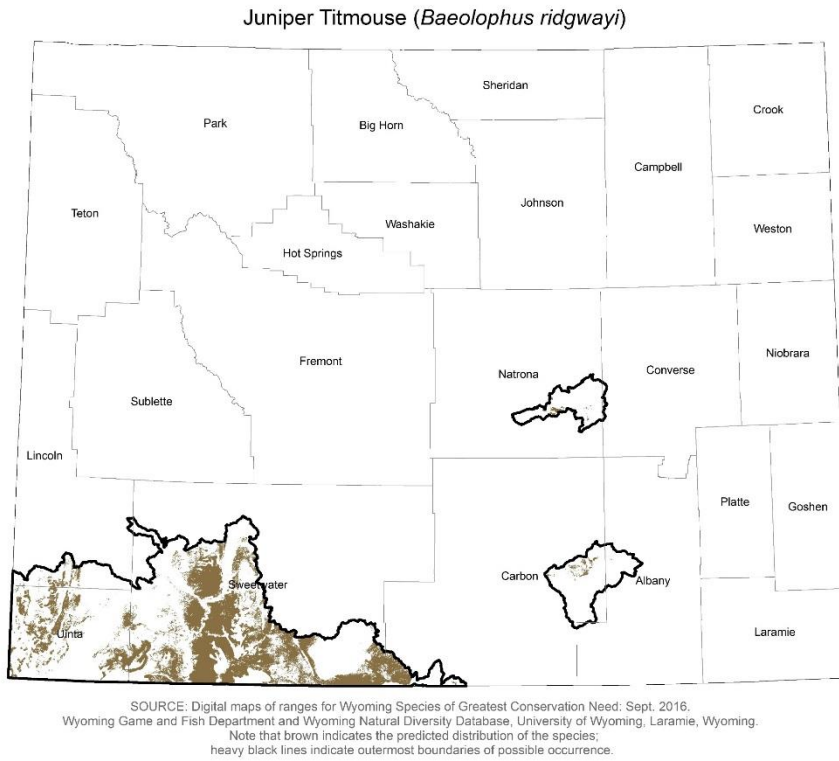 Juniper Titmouse (Baeolophus ridgwayi)
Sheridan
Crook
Park
Big Horn
Campbell
Johnson
Teton
Washakie
Weston
Hot Springs
Niobrara
Fremont
Converse
Natrona
Sublette
Lincoln
Platte
Goshen
Carbon
Albany
Sweetwater
Uinta
Laramie
SOURCE: Digital maps of ranges for Wyoming Species of Greatest Conservation Need: Sept. 2016.
Wyoming Game and Fish Department and Wyoming Natural Diversity Database, University of Wyoming, Laramie, Wyoming.
Note that brown indicates the predicted distribution of the species;
heavy black lines indicate outermost boundaries of possible occurrence.